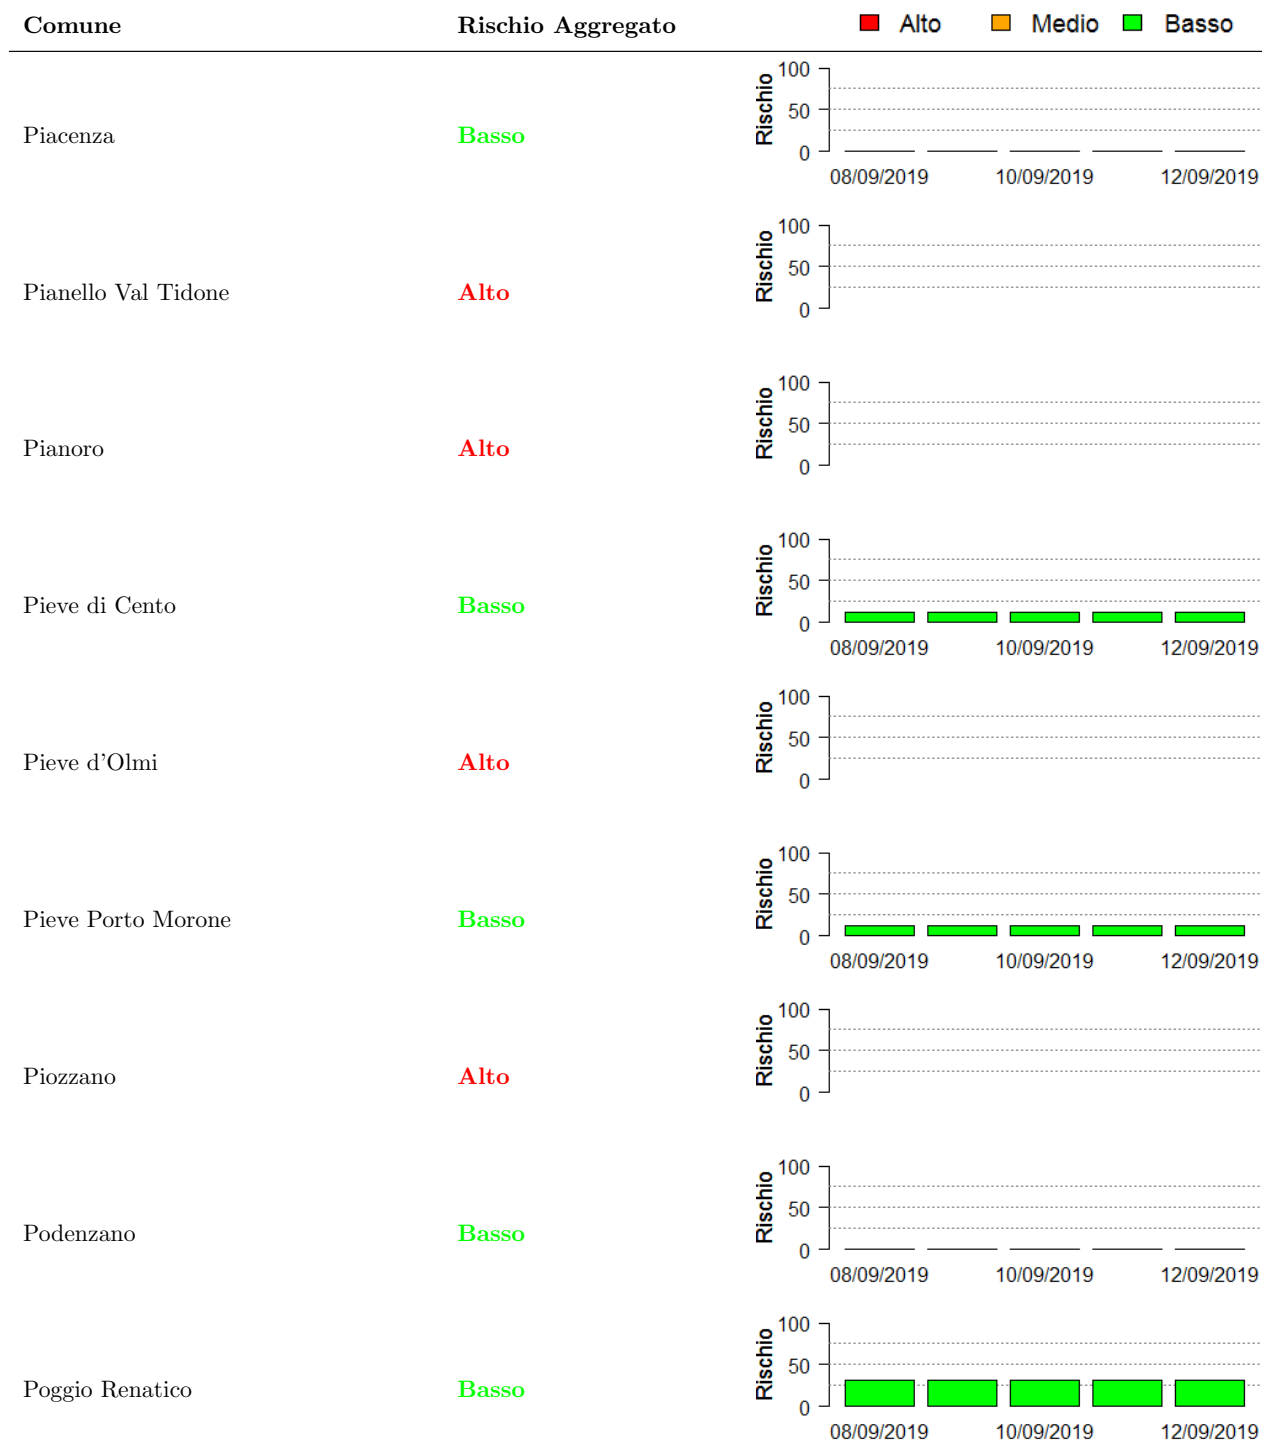 Comune Rischio Aggregato Alto Medio Basso
Piacenza Basso
Rischio
100
50
0
08/09/2019 10/09/2019 12/09/2019
Pianello Val Tidone Alto
Rischio
100
50
0
Pianoro Alto
Rischio
100
50
0
Pieve di Cento Basso
Rischio
100
50
0
08/09/2019 10/09/2019 12/09/2019
Pieve d'Olmi Alto
Rischio
100
50
0
Pieve Porto Morone Basso
Rischio
100
50
0
08/09/2019 10/09/2019 12/09/2019
Piozzano Alto
Rischio
100
50
0
Podenzano Basso
Rischio
100
50
0
08/09/2019 10/09/2019 12/09/2019
Poggio Renatico Basso
Rischio
100
50
0
08/09/2019 10/09/2019 12/09/2019